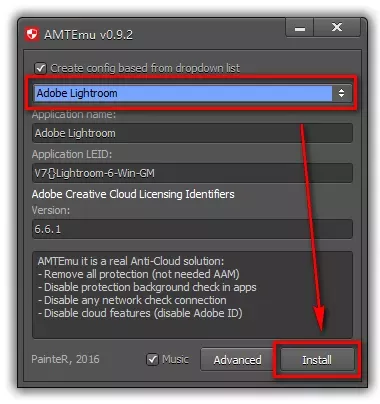 AMTEmu v0.9.2
Create config based from dropdown list
Adobe Lightroom
Application name:
Adobe Lightroom
Application LEID:
V7{}Lightroom-6-Win-GM
Adobe Creative Cloud Licensing Identifiers
Version:
6.6.1
AMTEmu it is a real Anti-Cloud solution:
- Remove all protection (not needed AAM)
- Disable protection background check in apps
- Disable any network check connection
- Disable cloud features (disable Adobe ID)
PainteR, 2016 Music Advanced Install